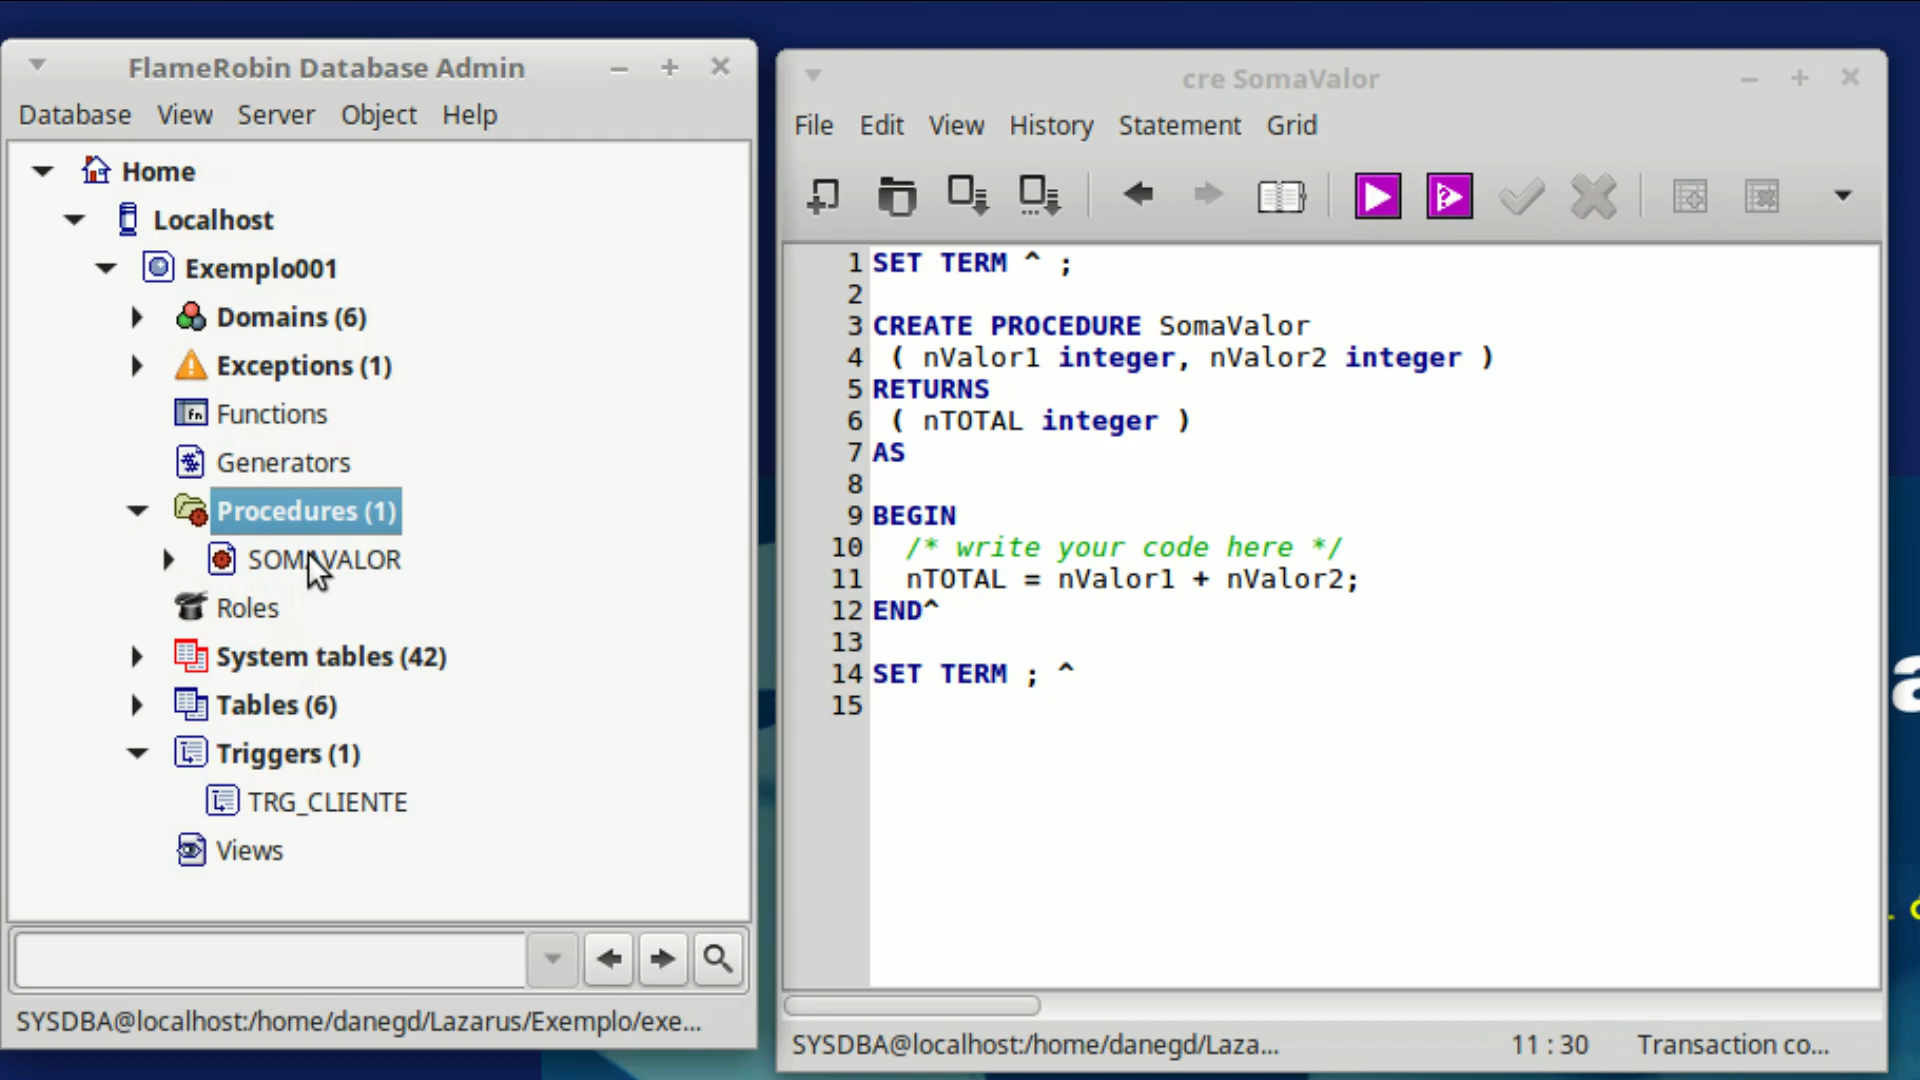 FlameRobin Database Admin
Database View Server Object Help
Home
Localhost
Exemplo001
Domains (6)
Exceptions (1)
Functions
Generators
Procedures (1)
SOMAVALOR
Roles
System tables (42)
Tables (6)
Triggers (1)
TRG_CLIENTE
Views
SYSDBA@localhost:/home/danegd/Lazarus/Exemplo/exe...
cre SomaValor
File Edit View History Statement Grid
1 SET TERM ^ ;
2
3 CREATE PROCEDURE SomaValor
4 ( nValor1 integer, nValor2 integer )
5 RETURNS
6 ( nTOTAL integer )
7 AS
8
9 BEGIN
10 /* write your code here */
11 nTOTAL = nValor1 + nValor2;
12 END^
13
14 SET TERM ; ^
15
SYSDBA@localhost:/home/danegd/Laza... 11 : 30 Transaction co...